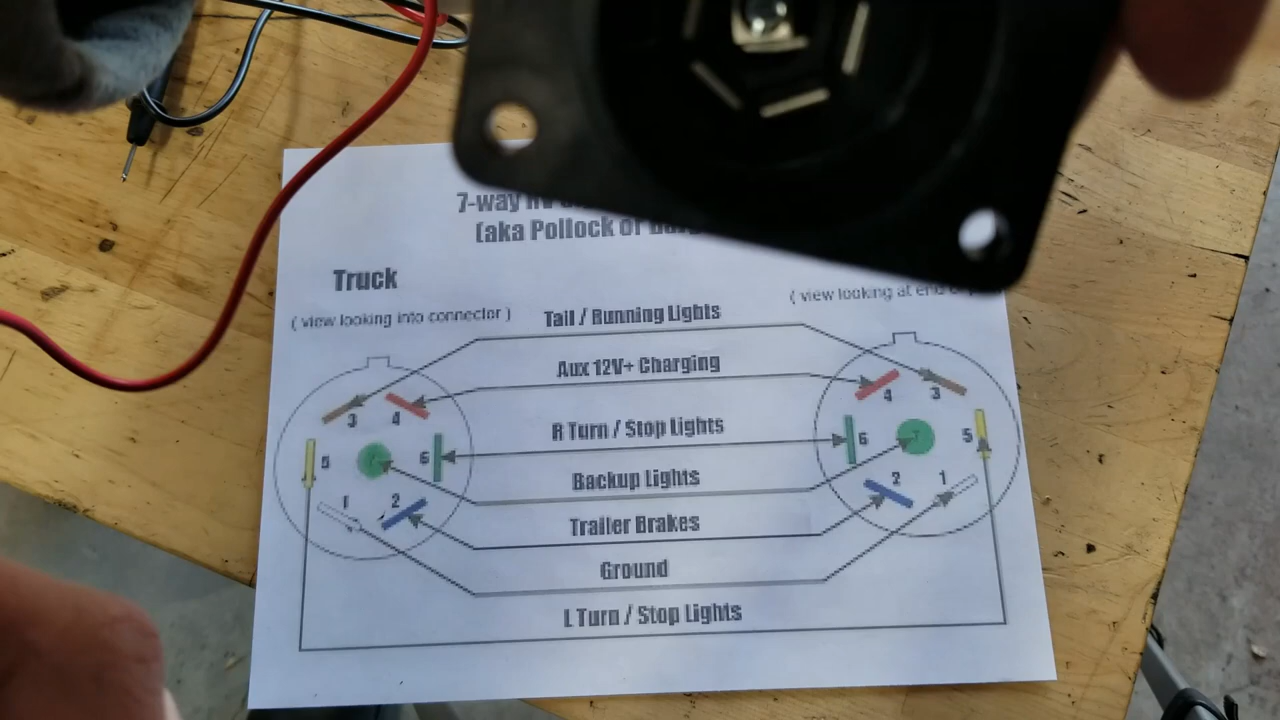 7-way
(aka Pollock or
Truck
( view looking into connector )
( view looking at end
Tail / Running Lights
Aux 12V+ Charging
R Turn / Stop Lights
Backup Lights
Trailer Brakes
Ground
L Turn / Stop Lights
3 4
5 6
1 2
4 3
6 5
2 1